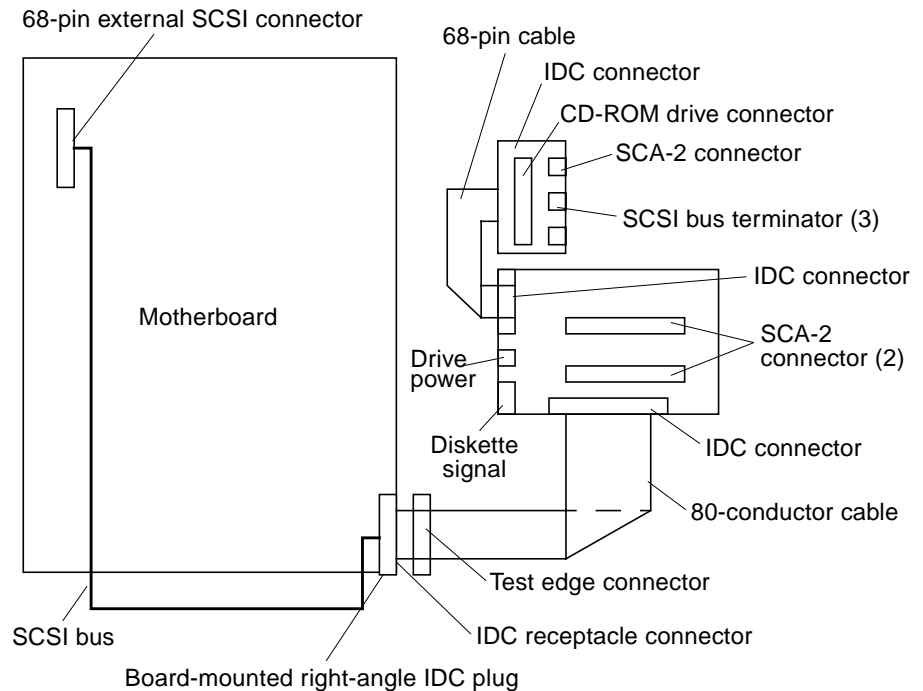 68-pin external SCSI connector
68-pin cable
IDC connector
CD-ROM drive connector
SCA-2 connector
SCSI bus terminator (3)
IDC connector
Motherboard
SCA-2
connector (2)
Drive
power
Diskette
signal
IDC connector
80-conductor cable
Test edge connector
SCSI bus
IDC receptacle connector
Board-mounted right-angle IDC plug